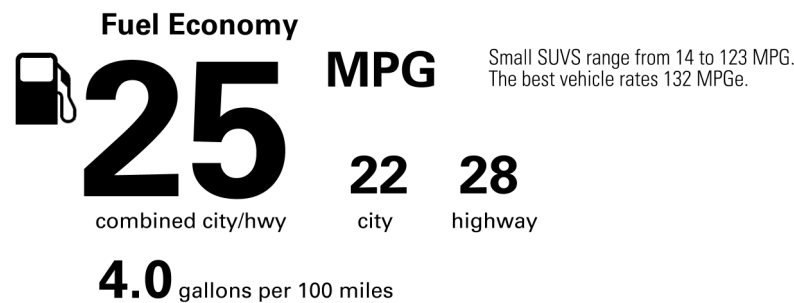 Fuel Economy
25
MPG
Small SUVS range from 14 to 123 MPG.
The best vehicle rates 132 MPGe.
22 28
combined city/hwy city highway
4.0 gallons per 100 miles